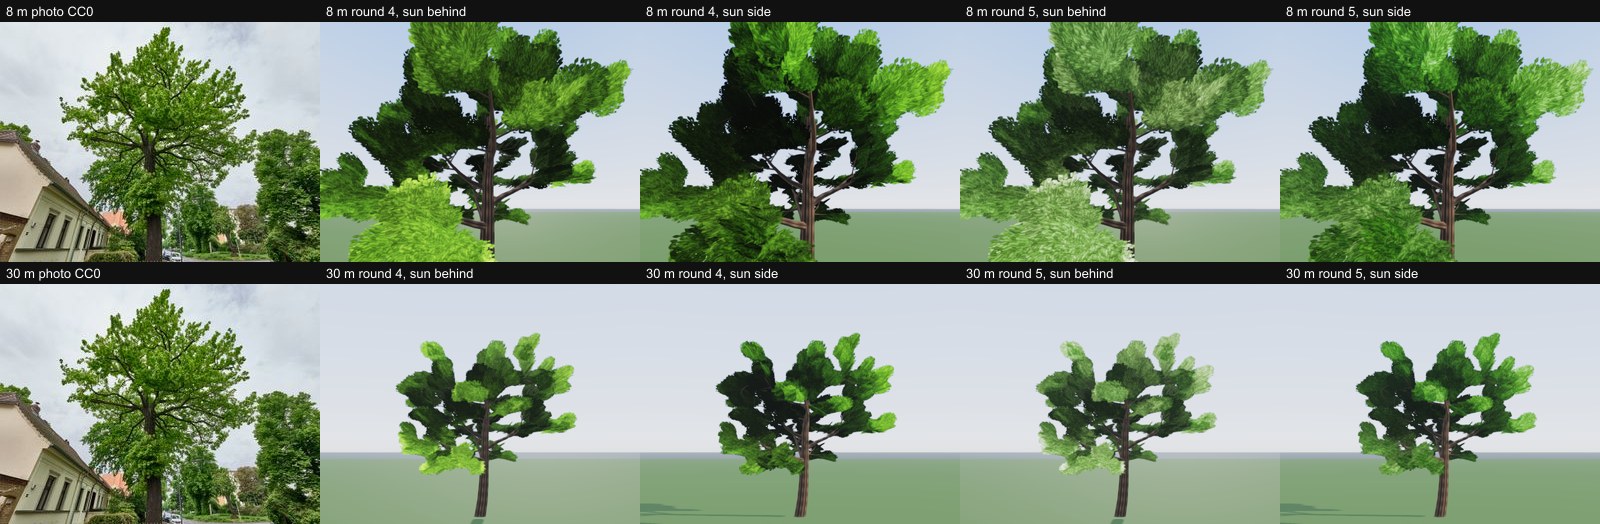 8 m photo CC0
8 m round 4, sun behind
8 m round 4, sun side
8 m round 5, sun behind
8 m round 5, sun side
30 m photo CC0
30 m round 4, sun behind
30 m round 4, sun side
30 m round 5, sun behind
30 m round 5, sun side